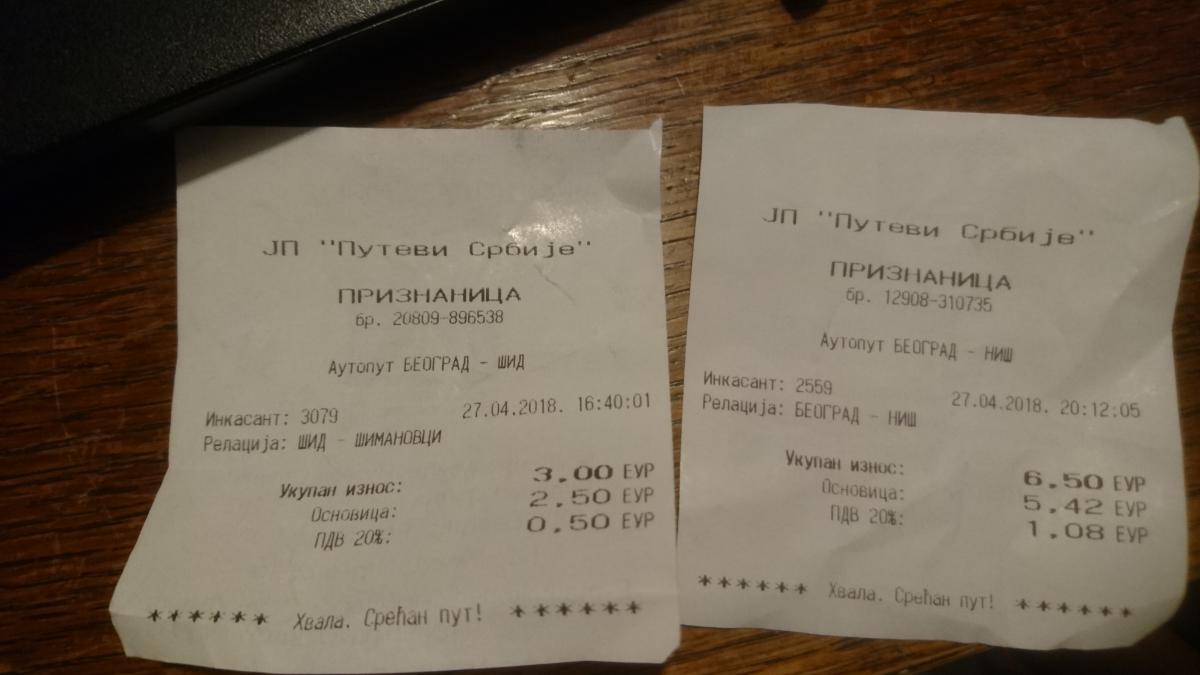 ЈП "Путеви Србије"
ПРИЗНАНИЦА
бр. 20809-896538
Аутопут БЕОГРАД - ШИД
Инкасант: 3079 27.04.2018. 16:40:01
Релација: ШИД - ШИМАНОВЦИ
Укупан износ: 3.00 ЕУР
Основица: 2.50 ЕУР
ПДВ 20%: 0.50 ЕУР
****** Хвала. Срећан пут! ******
ЈП "Путеви Србије"
ПРИЗНАНИЦА
бр. 12908-310735
Аутопут БЕОГРАД - НИШ
Инкасант: 2559 27.04.2018. 20:12:05
Релација: БЕОГРАД - НИШ
Укупан износ: 6.50 ЕУР
Основица: 5.42 ЕУР
ПДВ 20%: 1.08 ЕУР
****** Хвала. Срећан пут! ******